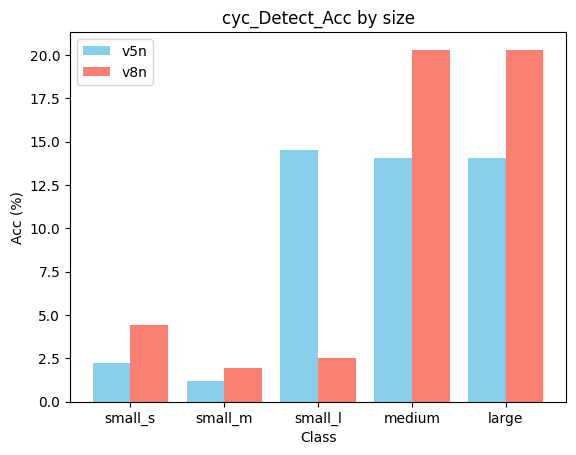 cyc_Detect_Acc by size
v5n
v8n
Acc (%)
20.0
17.5
15.0
12.5
10.0
7.5
5.0
2.5
0.0
small_s small_m small_l medium large
Class